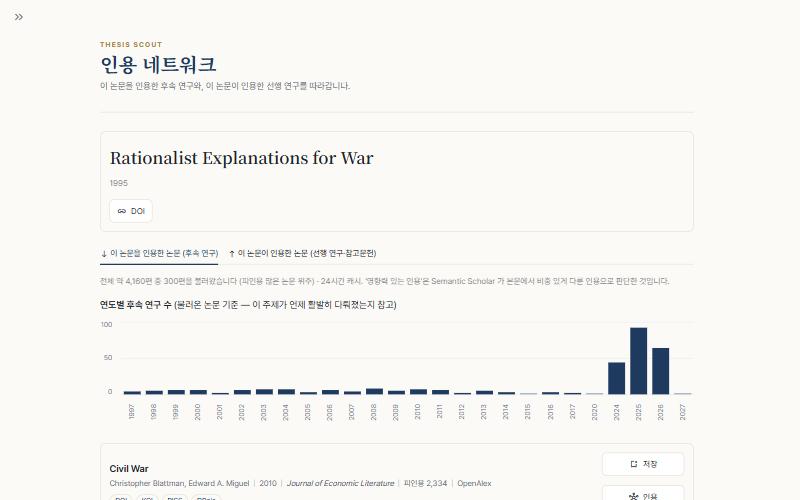 »
THESIS SCOUT
인용 네트워크
이 논문을 인용한 후속 연구와, 이 논문이 인용한 선행 연구를 따라갑니다.
Rationalist Explanations for War
1995
DOI
↓ 이 논문을 인용한 논문 (후속 연구) ↑ 이 논문이 인용한 논문 (선행 연구·참고문헌)
전체 약 4,160편 중 300편을 불러왔습니다 (피인용 많은 논문 위주) · 24시간 캐시. '영향력 있는 인용'은 Semantic Scholar 가 본문에서 비중 있게 다룬 인용으로 판단한 것입니다.
연도별 후속 연구 수 (불러온 논문 기준 — 이 주제가 언제 활발히 다뤄졌는지 참고)
100
50
0
1997 1998 1999 2000 2001 2002 2003 2004 2005 2006 2007 2008 2009 2010 2011 2012 2013 2014 2015 2016 2017 2020 2024 2025 2026 2027
Civil War
저장
Christopher Blattman, Edward A. Miguel | 2010 | Journal of Economic Literature | 피인용 2,334 | OpenAlex
인용
DOI KCI RISS DBpia